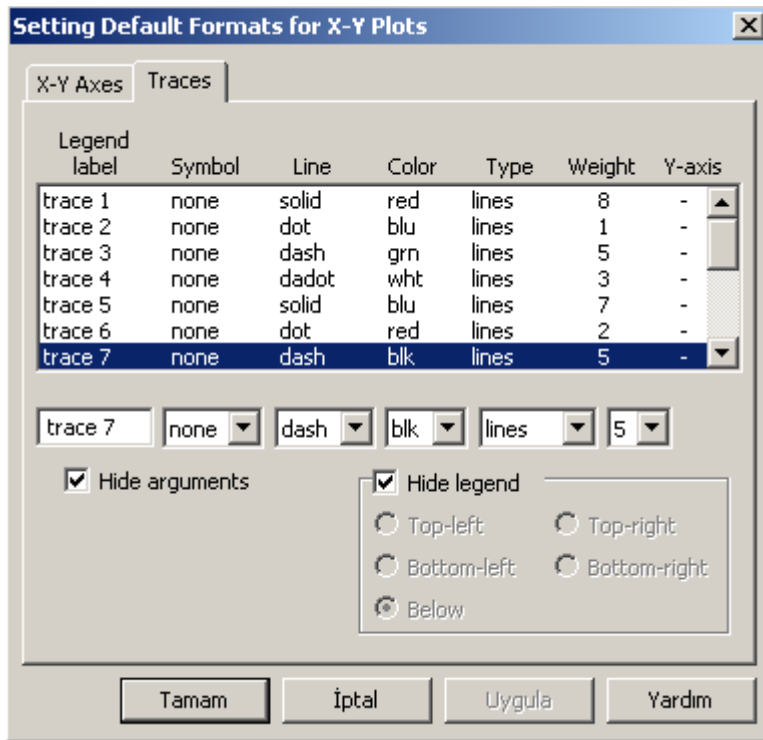 Setting Default Formats for X-Y Plots
X-Y Axes Traces
Legend
label Symbol Line Color Type Weight Y-axis
trace 1 none solid red lines 8 -
trace 2 none dot blu lines 1 -
trace 3 none dash grn lines 5 -
trace 4 none dadot wht lines 3 -
trace 5 none solid blu lines 7 -
trace 6 none dot red lines 2 -
trace 7 none dash blk lines 5 -
trace 7 none dash blk lines 5
Hide arguments Hide legend
Top-left Top-right
Bottom-left Bottom-right
Below
Tamam İptal Uygula Yardım